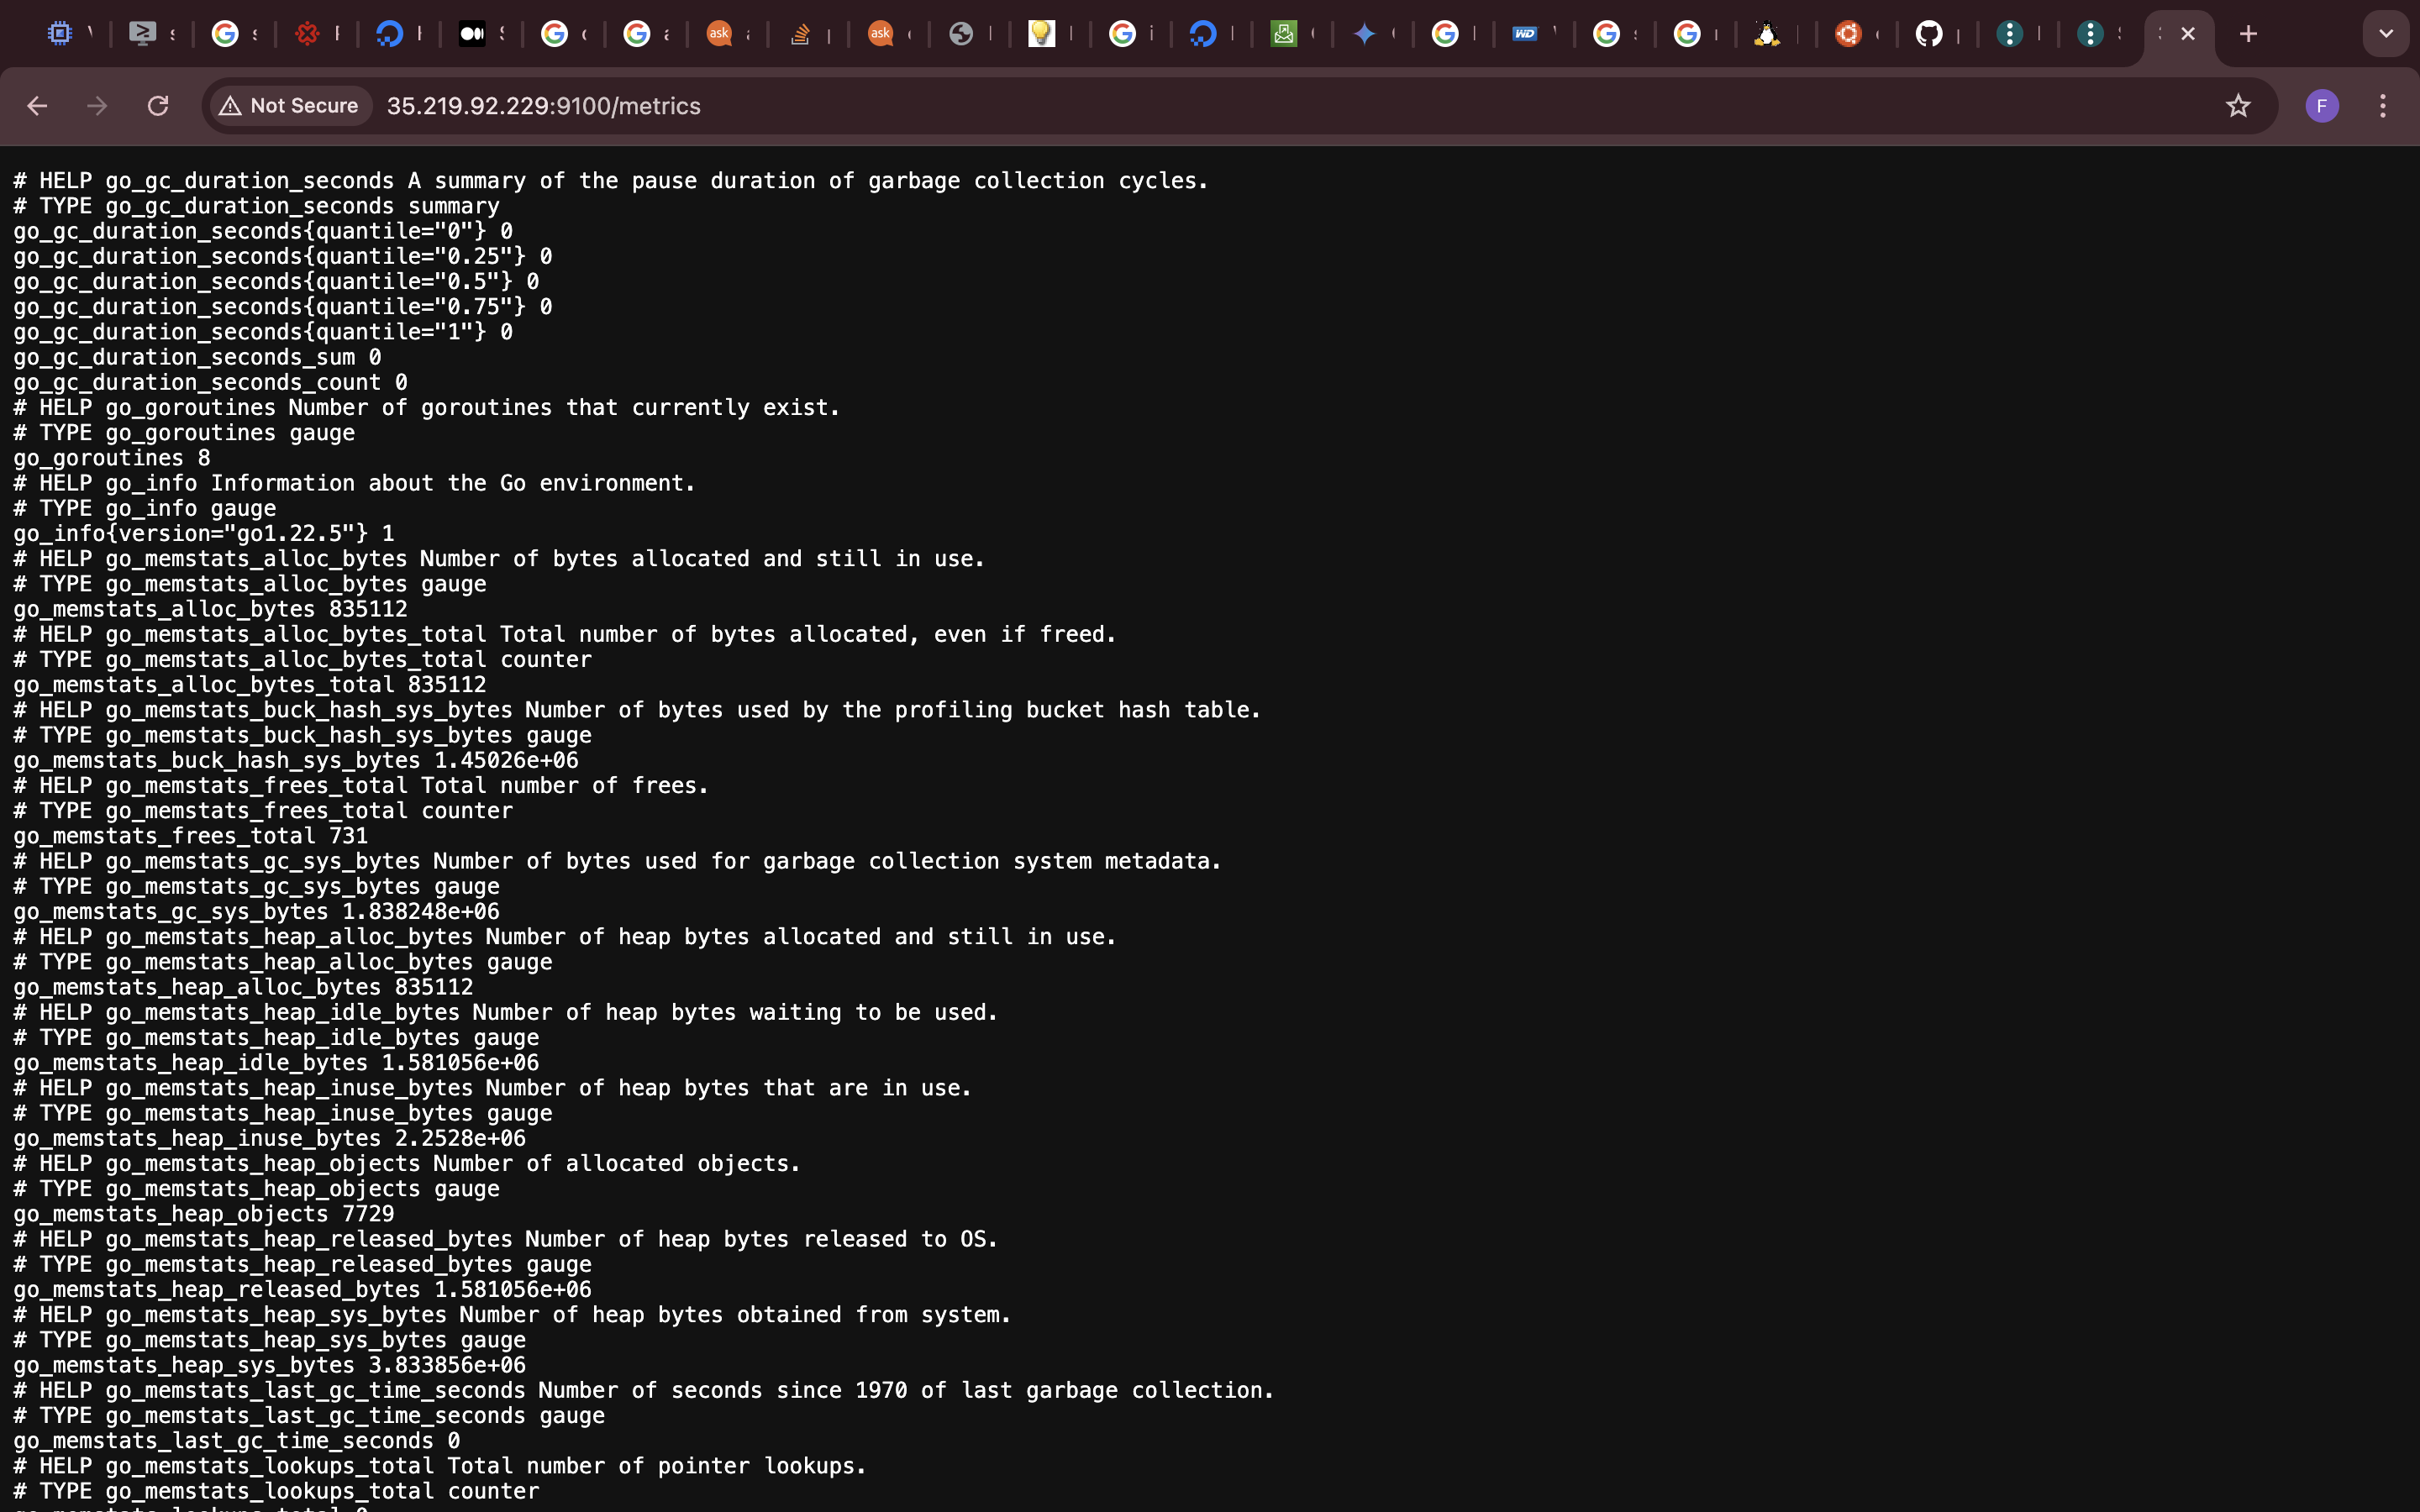 Not Secure 35.219.92.229:9100/metrics
F
# HELP go_gc_duration_seconds A summary of the pause duration of garbage collection cycles.
# TYPE go_gc_duration_seconds summary
go_gc_duration_seconds{quantile="0"} 0
go_gc_duration_seconds{quantile="0.25"} 0
go_gc_duration_seconds{quantile="0.5"} 0
go_gc_duration_seconds{quantile="0.75"} 0
go_gc_duration_seconds{quantile="1"} 0
go_gc_duration_seconds_sum 0
go_gc_duration_seconds_count 0
# HELP go_goroutines Number of goroutines that currently exist.
# TYPE go_goroutines gauge
go_goroutines 8
# HELP go_info Information about the Go environment.
# TYPE go_info gauge
go_info{version="go1.22.5"} 1
# HELP go_memstats_alloc_bytes Number of bytes allocated and still in use.
# TYPE go_memstats_alloc_bytes gauge
go_memstats_alloc_bytes 835112
# HELP go_memstats_alloc_bytes_total Total number of bytes allocated, even if freed.
# TYPE go_memstats_alloc_bytes_total counter
go_memstats_alloc_bytes_total 835112
# HELP go_memstats_buck_hash_sys_bytes Number of bytes used by the profiling bucket hash table.
# TYPE go_memstats_buck_hash_sys_bytes gauge
go_memstats_buck_hash_sys_bytes 1.45026e+06
# HELP go_memstats_frees_total Total number of frees.
# TYPE go_memstats_frees_total counter
go_memstats_frees_total 731
# HELP go_memstats_gc_sys_bytes Number of bytes used for garbage collection system metadata.
# TYPE go_memstats_gc_sys_bytes gauge
go_memstats_gc_sys_bytes 1.838248e+06
# HELP go_memstats_heap_alloc_bytes Number of heap bytes allocated and still in use.
# TYPE go_memstats_heap_alloc_bytes gauge
go_memstats_heap_alloc_bytes 835112
# HELP go_memstats_heap_idle_bytes Number of heap bytes waiting to be used.
# TYPE go_memstats_heap_idle_bytes gauge
go_memstats_heap_idle_bytes 1.581056e+06
# HELP go_memstats_heap_inuse_bytes Number of heap bytes that are in use.
# TYPE go_memstats_heap_inuse_bytes gauge
go_memstats_heap_inuse_bytes 2.2528e+06
# HELP go_memstats_heap_objects Number of allocated objects.
# TYPE go_memstats_heap_objects gauge
go_memstats_heap_objects 7729
# HELP go_memstats_heap_released_bytes Number of heap bytes released to OS.
# TYPE go_memstats_heap_released_bytes gauge
go_memstats_heap_released_bytes 1.581056e+06
# HELP go_memstats_heap_sys_bytes Number of heap bytes obtained from system.
# TYPE go_memstats_heap_sys_bytes gauge
go_memstats_heap_sys_bytes 3.833856e+06
# HELP go_memstats_last_gc_time_seconds Number of seconds since 1970 of last garbage collection.
# TYPE go_memstats_last_gc_time_seconds gauge
go_memstats_last_gc_time_seconds 0
# HELP go_memstats_lookups_total Total number of pointer lookups.
# TYPE go_memstats_lookups_total counter